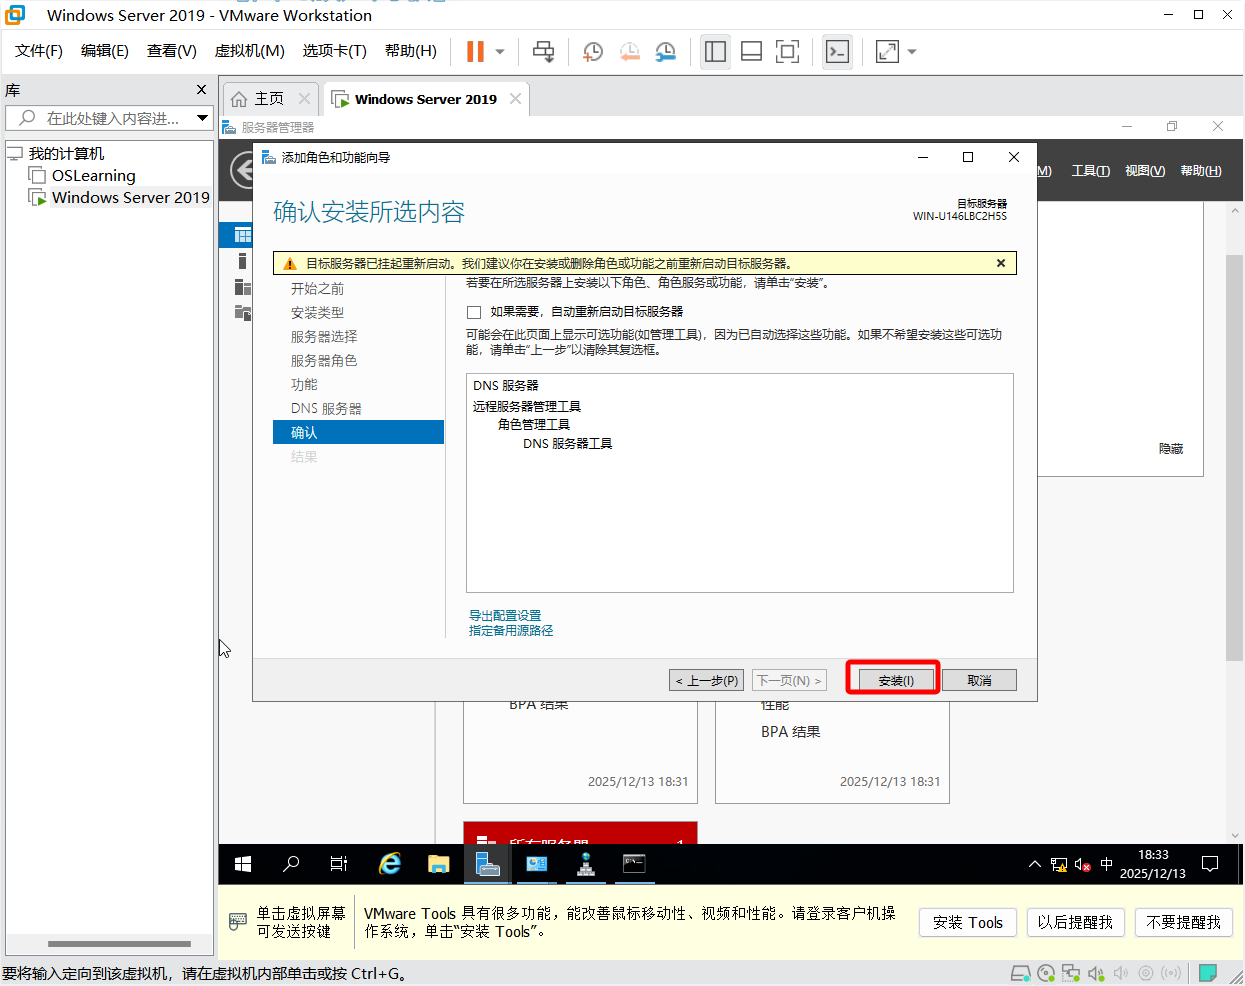 Windows Server 2019 - VMware Workstation
文件(F) 编辑(E) 查看(V) 虚拟机(M) 选项卡(T) 帮助(H)
库
在此处键入内容进...
我的计算机
OSLearning
Windows Server 2019
主页
Windows Server 2019
服务器管理器
添加角色和功能向导
M) 工具(T) 视图(V) 帮助(H)
确认安装所选内容
目标服务器
WIN-U146LBC2H5S
目标服务器已挂起重新启动。我们建议你在安装或删除角色或功能之前重新启动目标服务器。
开始之前
安装类型
服务器选择
服务器角色
功能
DNS 服务器
确认
结果
若要在所选服务器上安装以下角色、角色服务或功能，请单击“安装”。
如果需要，自动重新启动目标服务器
可能会在此页面上显示可选功能(如管理工具)，因为已自动选择这些功能。如果不希望安装这些可选功
能，请单击“上一步”以清除其复选框。
DNS 服务器
远程服务器管理工具
角色管理工具
DNS 服务器工具
导出配置设置
指定备用源路径
隐藏
< 上一步(P)
下一页(N) >
安装(I)
取消
BPA 结果
性能
BPA 结果
2025/12/13 18:31
2025/12/13 18:31
所有服务器 1
中
18:33
2025/12/13
单击虚拟屏幕
可发送按键
VMware Tools 具有很多功能，能改善鼠标移动性、视频和性能。请登录客户机操
作系统，单击“安装 Tools”。
安装 Tools
以后提醒我
不要提醒我
要将输入定向到该虚拟机，请在虚拟机内部单击或按 Ctrl+G。